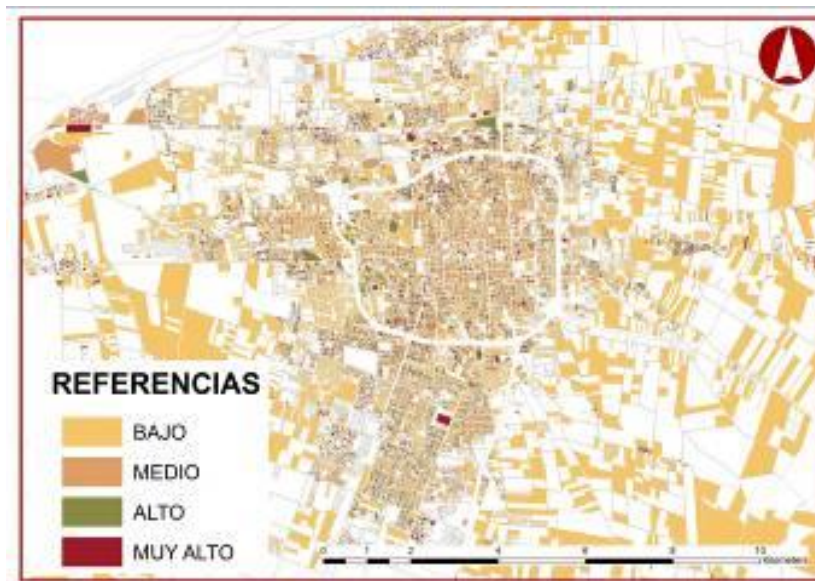 REFERENCIAS
BAJO
MEDIO
ALTO
MUY ALTO
0 1 2 4 6 8 10